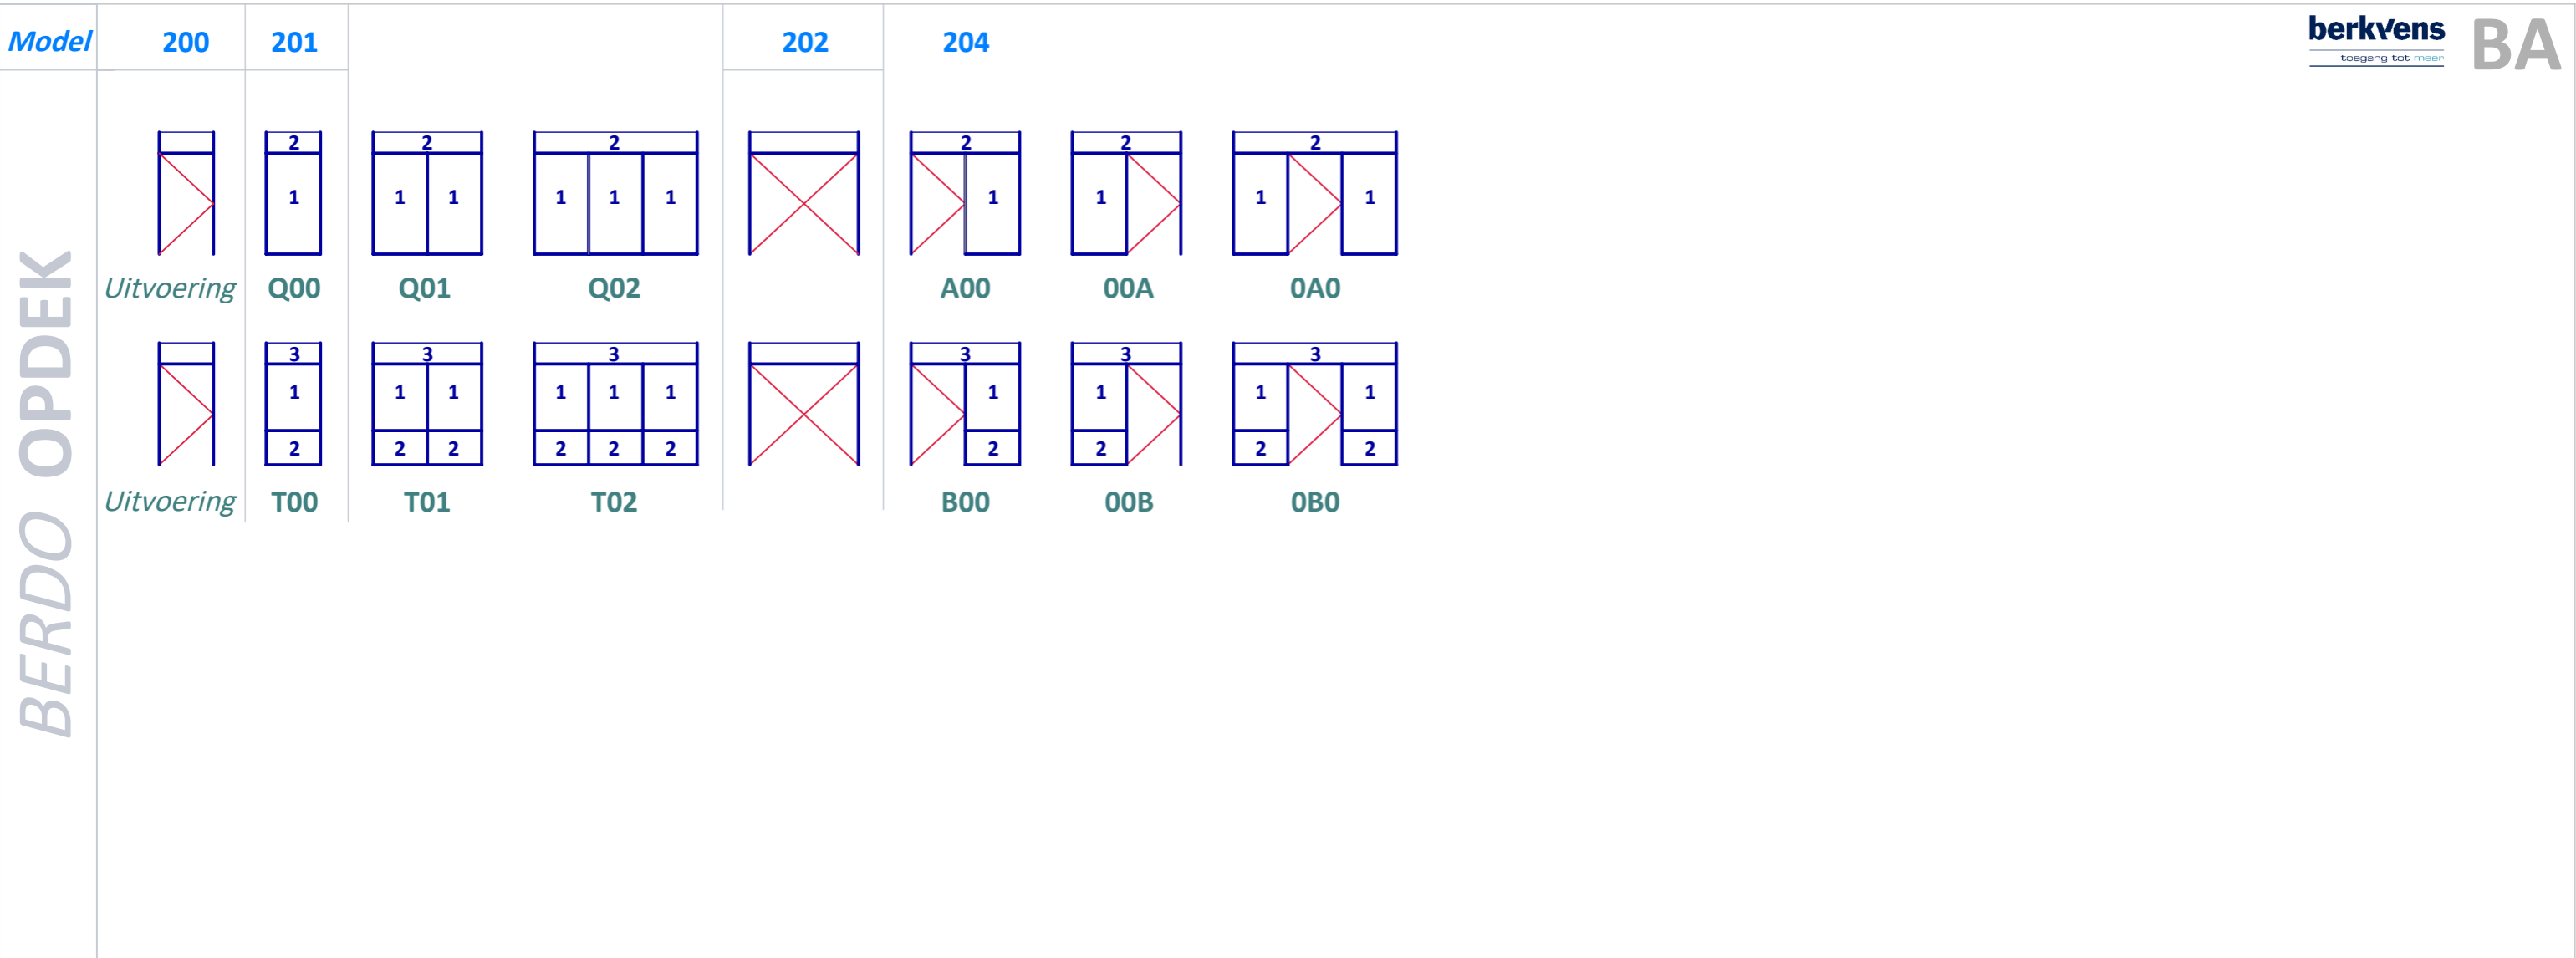 Model 200 201 202 204
berkvens
toegang tot meer
BA
BERDO OPDEK
2 2 2 2 2 2
1 1 1 1 1 1 1 1 1 1 1
Uitvoering Q00 Q01 Q02 A00 00A 0A0
3 3 3 3 3 3
1 1 1 1 1 1 1 1 1 1
2 2 2 2 2 2 2 2 2 2
Uitvoering T00 T01 T02 B00 00B 0B0